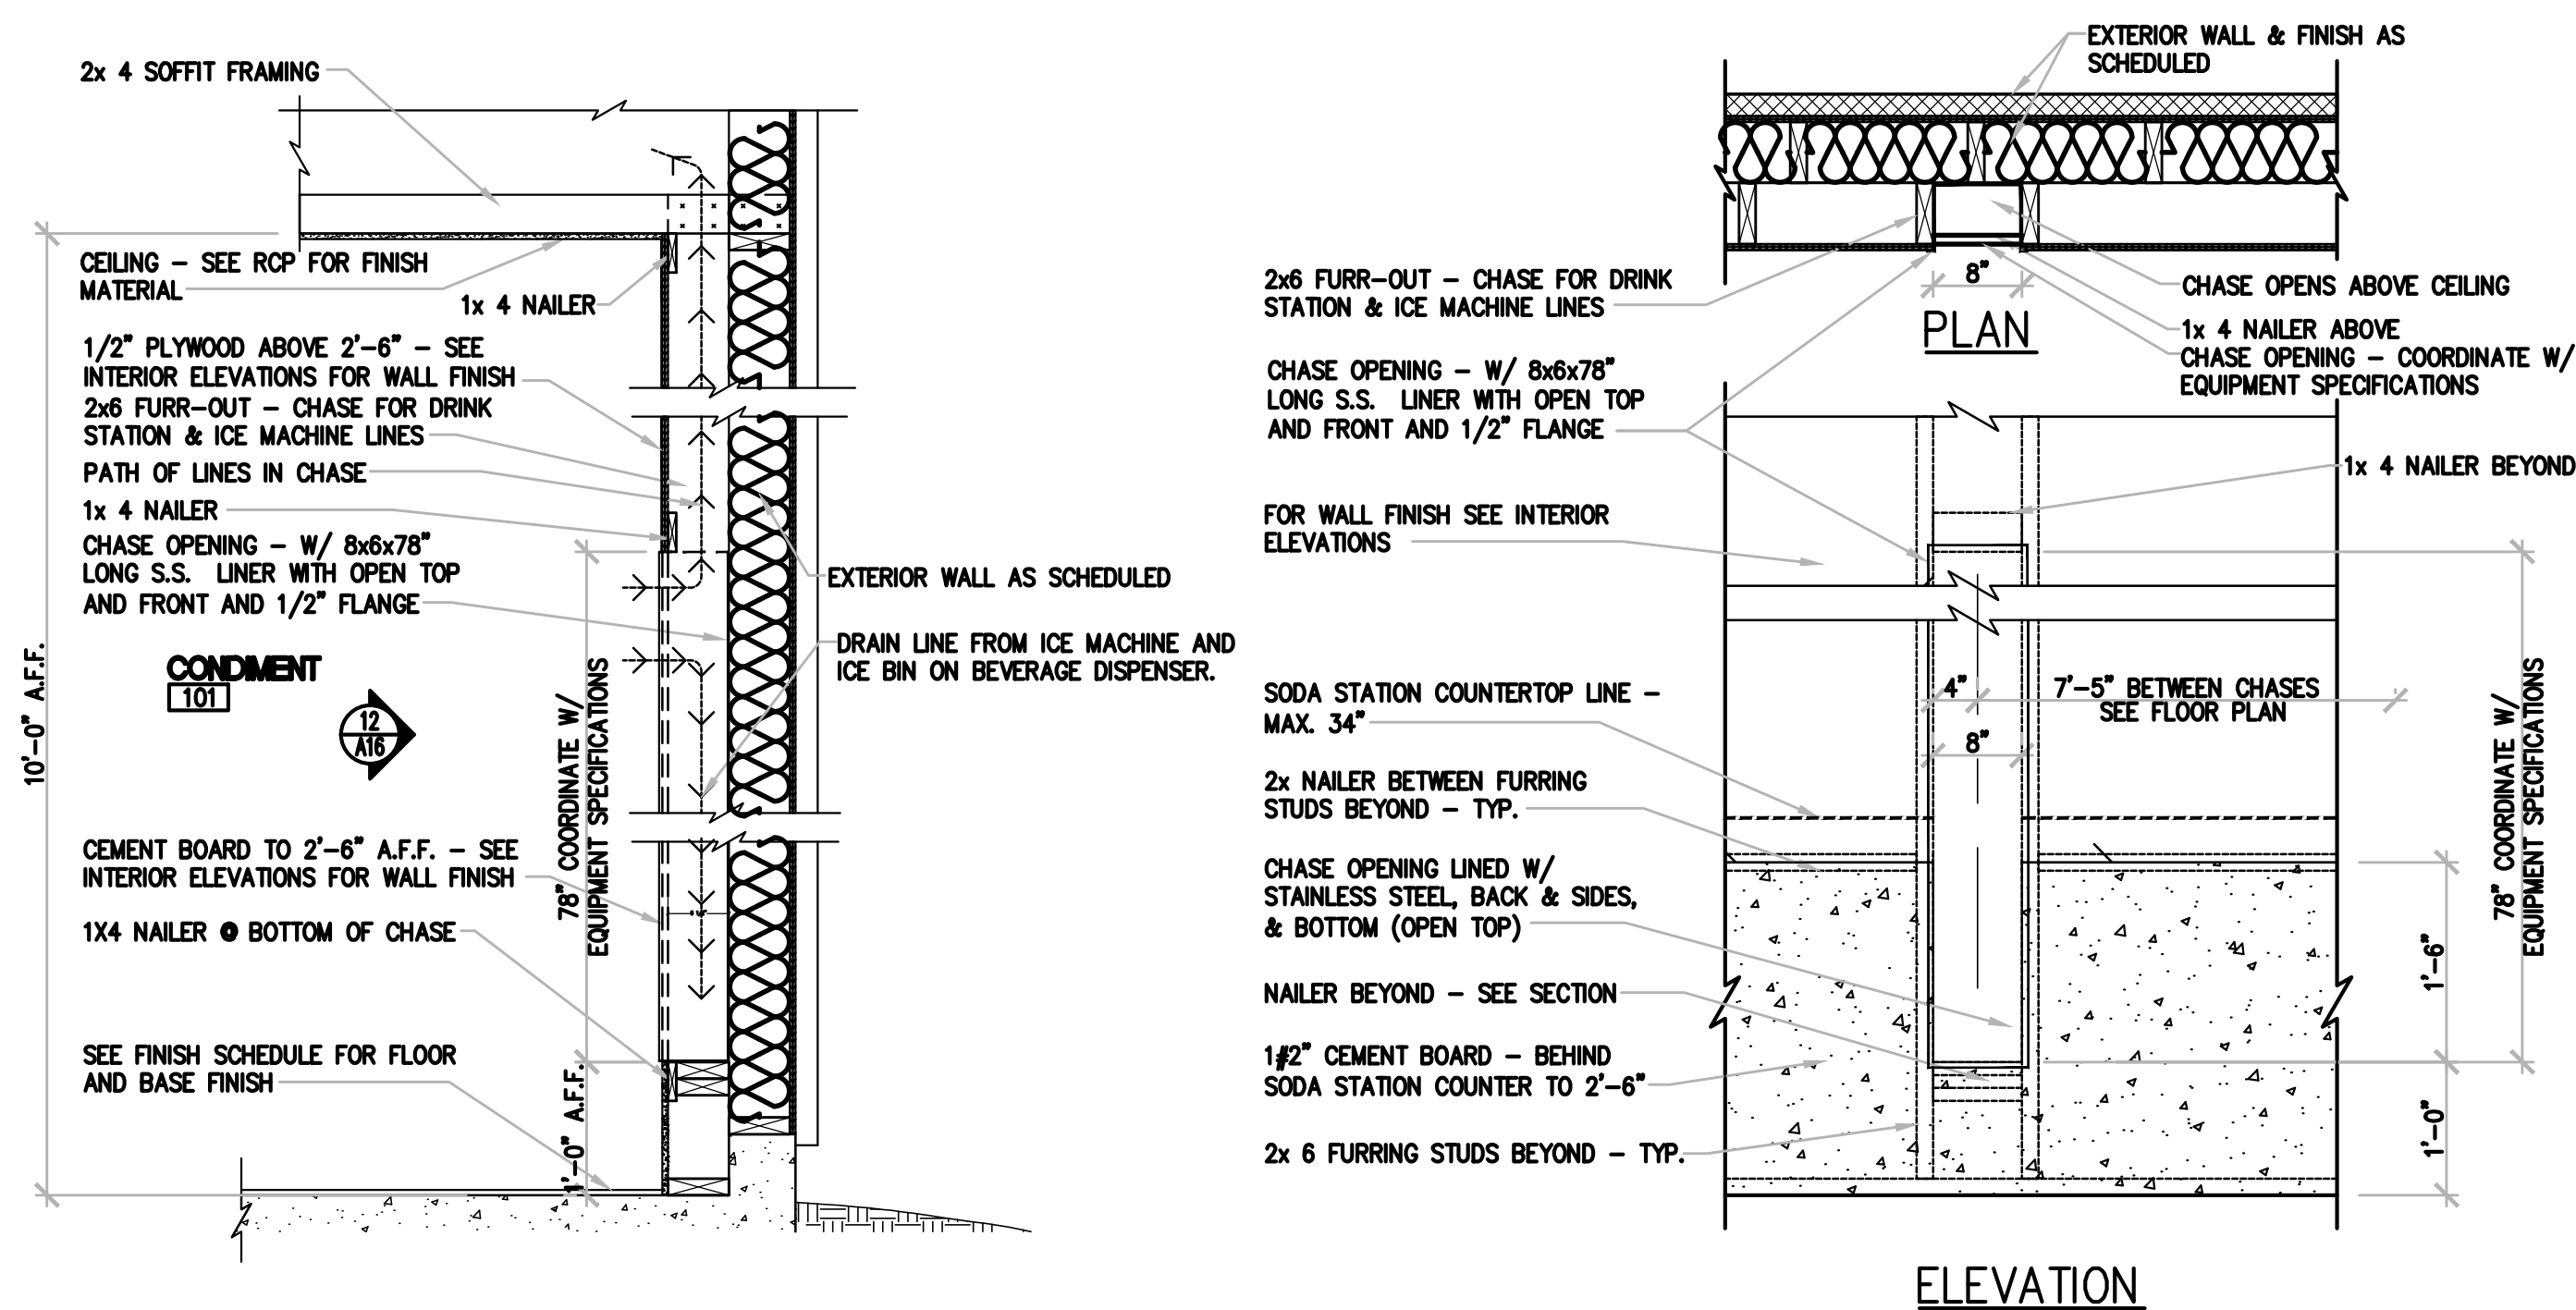 2x 4 SOFFIT FRAMING
CEILING – SEE RCP FOR FINISH
MATERIAL
1x 4 NAILER
1/2" PLYWOOD ABOVE 2'-6" – SEE
INTERIOR ELEVATIONS FOR WALL FINISH
2x6 FURR-OUT – CHASE FOR DRINK
STATION & ICE MACHINE LINES
PATH OF LINES IN CHASE
1x 4 NAILER
CHASE OPENING – W/ 8x6x78"
LONG S.S. LINER WITH OPEN TOP
AND FRONT AND 1/2" FLANGE
10'-0" A.F.F.
CONDIMENT
101
12
A16
78" COORDINATE W/
EQUIPMENT SPECIFICATIONS
EXTERIOR WALL AS SCHEDULED
DRAIN LINE FROM ICE MACHINE AND
ICE BIN ON BEVERAGE DISPENSER.
CEMENT BOARD TO 2'-6" A.F.F. – SEE
INTERIOR ELEVATIONS FOR WALL FINISH
1X4 NAILER @ BOTTOM OF CHASE
SEE FINISH SCHEDULE FOR FLOOR
AND BASE FINISH
1'-0" A.F.F.
EXTERIOR WALL & FINISH AS
SCHEDULED
2x6 FURR-OUT – CHASE FOR DRINK
STATION & ICE MACHINE LINES
8"
PLAN
CHASE OPENS ABOVE CEILING
1x 4 NAILER ABOVE
CHASE OPENING – COORDINATE W/
EQUIPMENT SPECIFICATIONS
CHASE OPENING – W/ 8x6x78"
LONG S.S. LINER WITH OPEN TOP
AND FRONT AND 1/2" FLANGE
1x 4 NAILER BEYOND
FOR WALL FINISH SEE INTERIOR
ELEVATIONS
SODA STATION COUNTERTOP LINE –
MAX. 34"
4"
7'-5" BETWEEN CHASES
SEE FLOOR PLAN
8"
2x NAILER BETWEEN FURRING
STUDS BEYOND – TYP.
CHASE OPENING LINED W/
STAINLESS STEEL, BACK & SIDES,
& BOTTOM (OPEN TOP)
NAILER BEYOND – SEE SECTION
1#2" CEMENT BOARD – BEHIND
SODA STATION COUNTER TO 2'-6"
2x 6 FURRING STUDS BEYOND – TYP.
78" COORDINATE W/
EQUIPMENT SPECIFICATIONS
1'-6"
1'-0"
ELEVATION